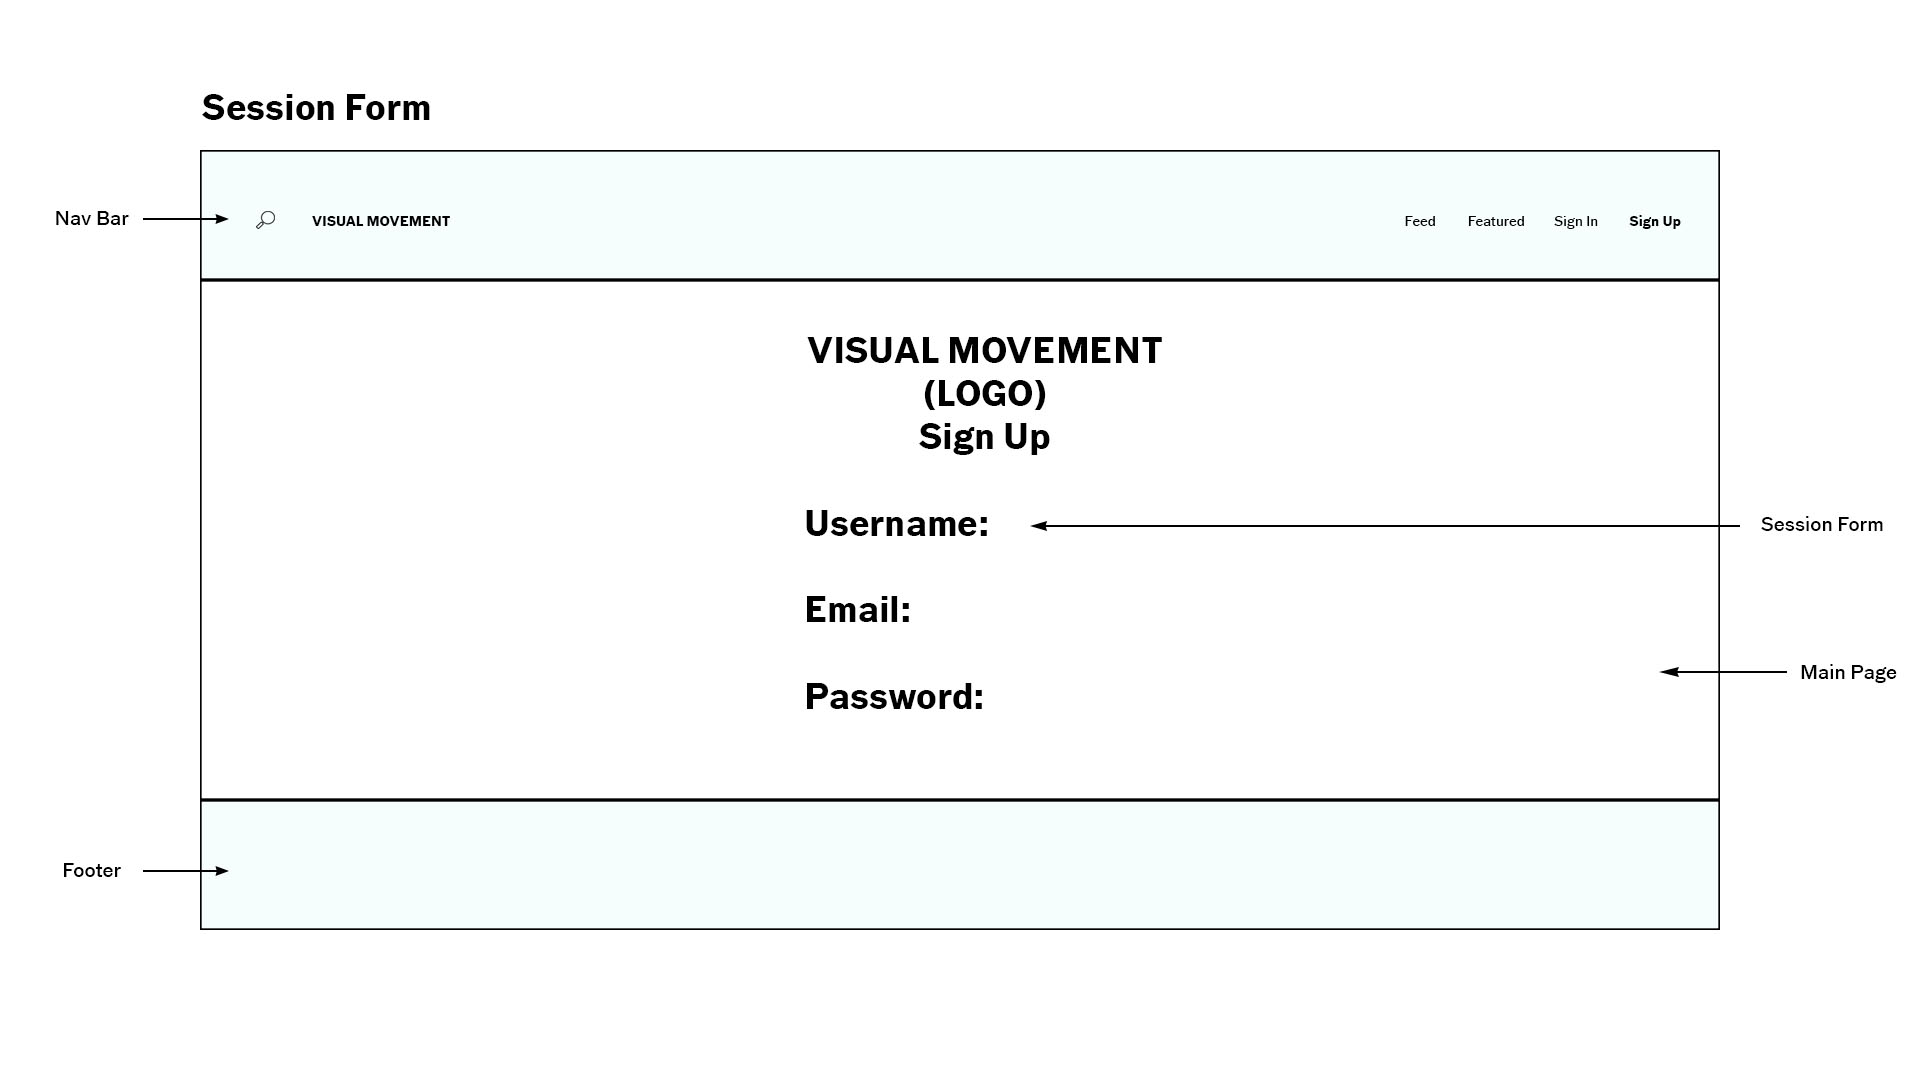 Session Form
Nav Bar
VISUAL MOVEMENT
Feed
Featured
Sign In
Sign Up
VISUAL MOVEMENT
(LOGO)
Sign Up
Username:
Session Form
Email:
Main Page
Password:
Footer